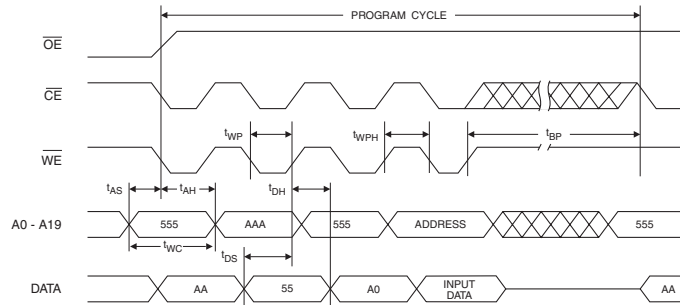 PROGRAM CYCLE
OE
CE
tWP tWPH tBP
WE
tAS tAH tDH
A0 - A19 555 AAA 555 ADDRESS 555
tWC
tDS
DATA AA 55 A0 INPUT DATA AA